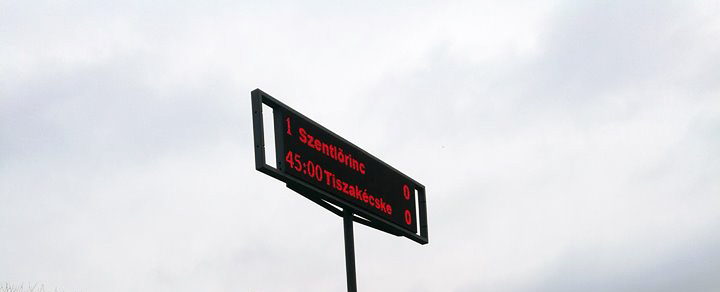 1 Szentlőrinc 0
45:00 Tiszakécske 0